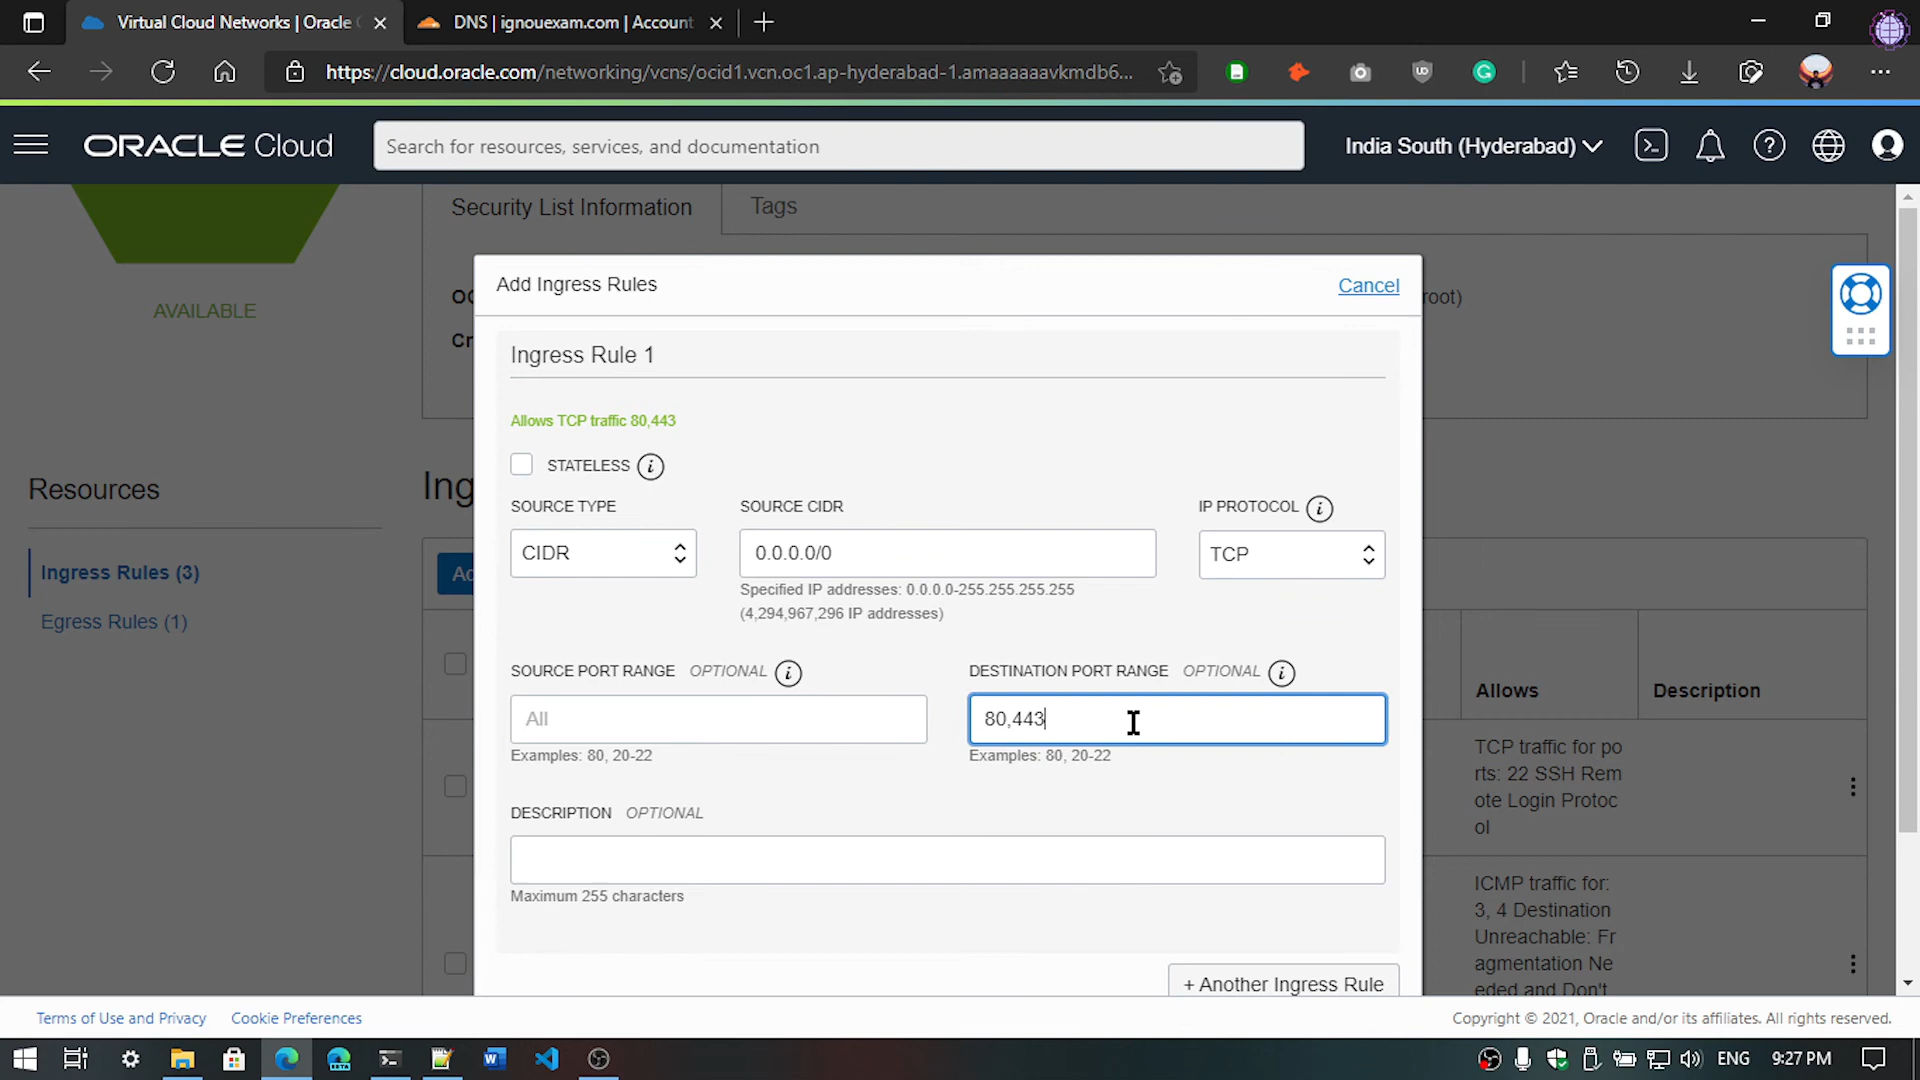 Virtual Cloud Networks | Oracle C
DNS | ignouexam.com | Account
https://cloud.oracle.com/networking/vcns/ocid1.vcn.oc1.ap-hyderabad-1.amaaaaaavkmdb6...
ORACLE Cloud
Search for resources, services, and documentation
India South (Hyderabad)
Security List Information
Tags
Add Ingress Rules
Cancel
OC
root)
AVAILABLE
Cr
Ingress Rule 1
Allows TCP traffic 80,443
STATELESS
SOURCE TYPE
SOURCE CIDR
IP PROTOCOL
CIDR
0.0.0.0/0
TCP
Specified IP addresses: 0.0.0.0-255.255.255.255
(4,294,967,296 IP addresses)
Resources
Ing
Ingress Rules (3)
Ad
Egress Rules (1)
SOURCE PORT RANGE OPTIONAL
DESTINATION PORT RANGE OPTIONAL
All
80,443
Examples: 80, 20-22
Examples: 80, 20-22
DESCRIPTION OPTIONAL
Maximum 255 characters
+ Another Ingress Rule
Allows
Description
TCP traffic for po
rts: 22 SSH Rem
ote Login Protoc
ol
ICMP traffic for:
3, 4 Destination
Unreachable: Fr
agmentation Ne
eded and Don't
Terms of Use and Privacy
Cookie Preferences
Copyright © 2021, Oracle and/or its affiliates. All rights reserved.
ENG
9:27 PM